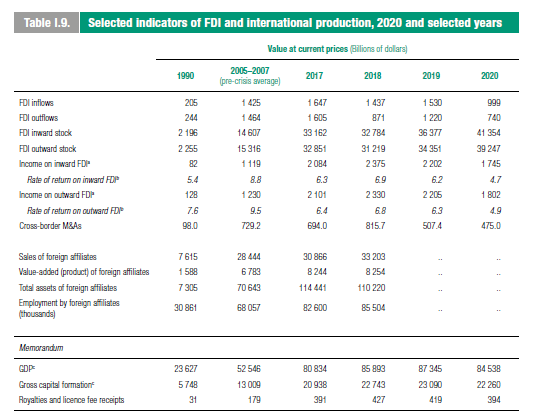 Table I.9. Selected indicators of FDI and international production, 2020 and selected years
Value at current prices (Billions of dollars)
1990 2005–2007 (pre-crisis average) 2017 2018 2019 2020
FDI inflows 205 1 425 1 647 1 437 1 530 999
FDI outflows 244 1 464 1 605 871 1 220 740
FDI inward stock 2 196 14 607 33 162 32 784 36 377 41 354
FDI outward stock 2 255 15 316 32 851 31 219 34 351 39 247
Income on inward FDIᵃ 82 1 119 2 084 2 375 2 202 1 745
Rate of return on inward FDIᵇ 5.4 8.8 6.3 6.9 6.2 4.7
Income on outward FDIᵃ 128 1 230 2 101 2 330 2 205 1 802
Rate of return on outward FDIᵇ 7.6 9.5 6.4 6.8 6.3 4.9
Cross-border M&As 98.0 729.2 694.0 815.7 507.4 475.0
Sales of foreign affiliates 7 615 28 444 30 866 33 203 .. ..
Value-added (product) of foreign affiliates 1 588 6 783 8 244 8 254 .. ..
Total assets of foreign affiliates 7 305 70 643 114 441 110 220 .. ..
Employment by foreign affiliates (thousands) 30 861 68 057 82 600 85 504 .. ..
Memorandum
GDPᶜ 23 627 52 546 80 834 85 893 87 345 84 538
Gross capital formationᶜ 5 748 13 009 20 938 22 743 23 090 22 260
Royalties and licence fee receipts 31 179 391 427 419 394